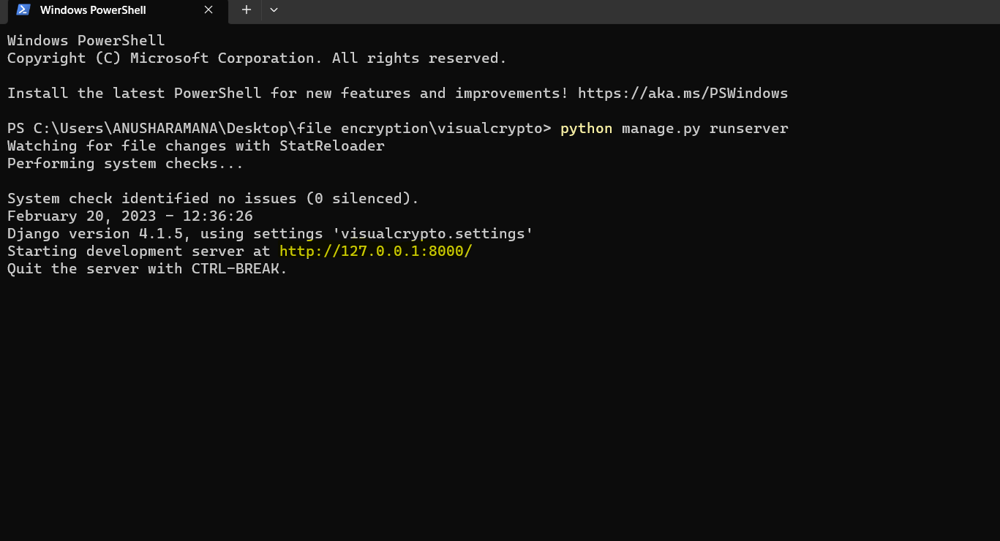 Windows PowerShell
Windows PowerShell
Copyright (C) Microsoft Corporation. All rights reserved.
Install the latest PowerShell for new features and improvements! https://aka.ms/PSWindows
PS C:\Users\ANUSHARAMANA\Desktop\file encryption\visualcrypto> python manage.py runserver
Watching for file changes with StatReloader
Performing system checks...
System check identified no issues (0 silenced).
February 20, 2023 - 12:36:26
Django version 4.1.5, using settings 'visualcrypto.settings'
Starting development server at http://127.0.0.1:8000/
Quit the server with CTRL-BREAK.